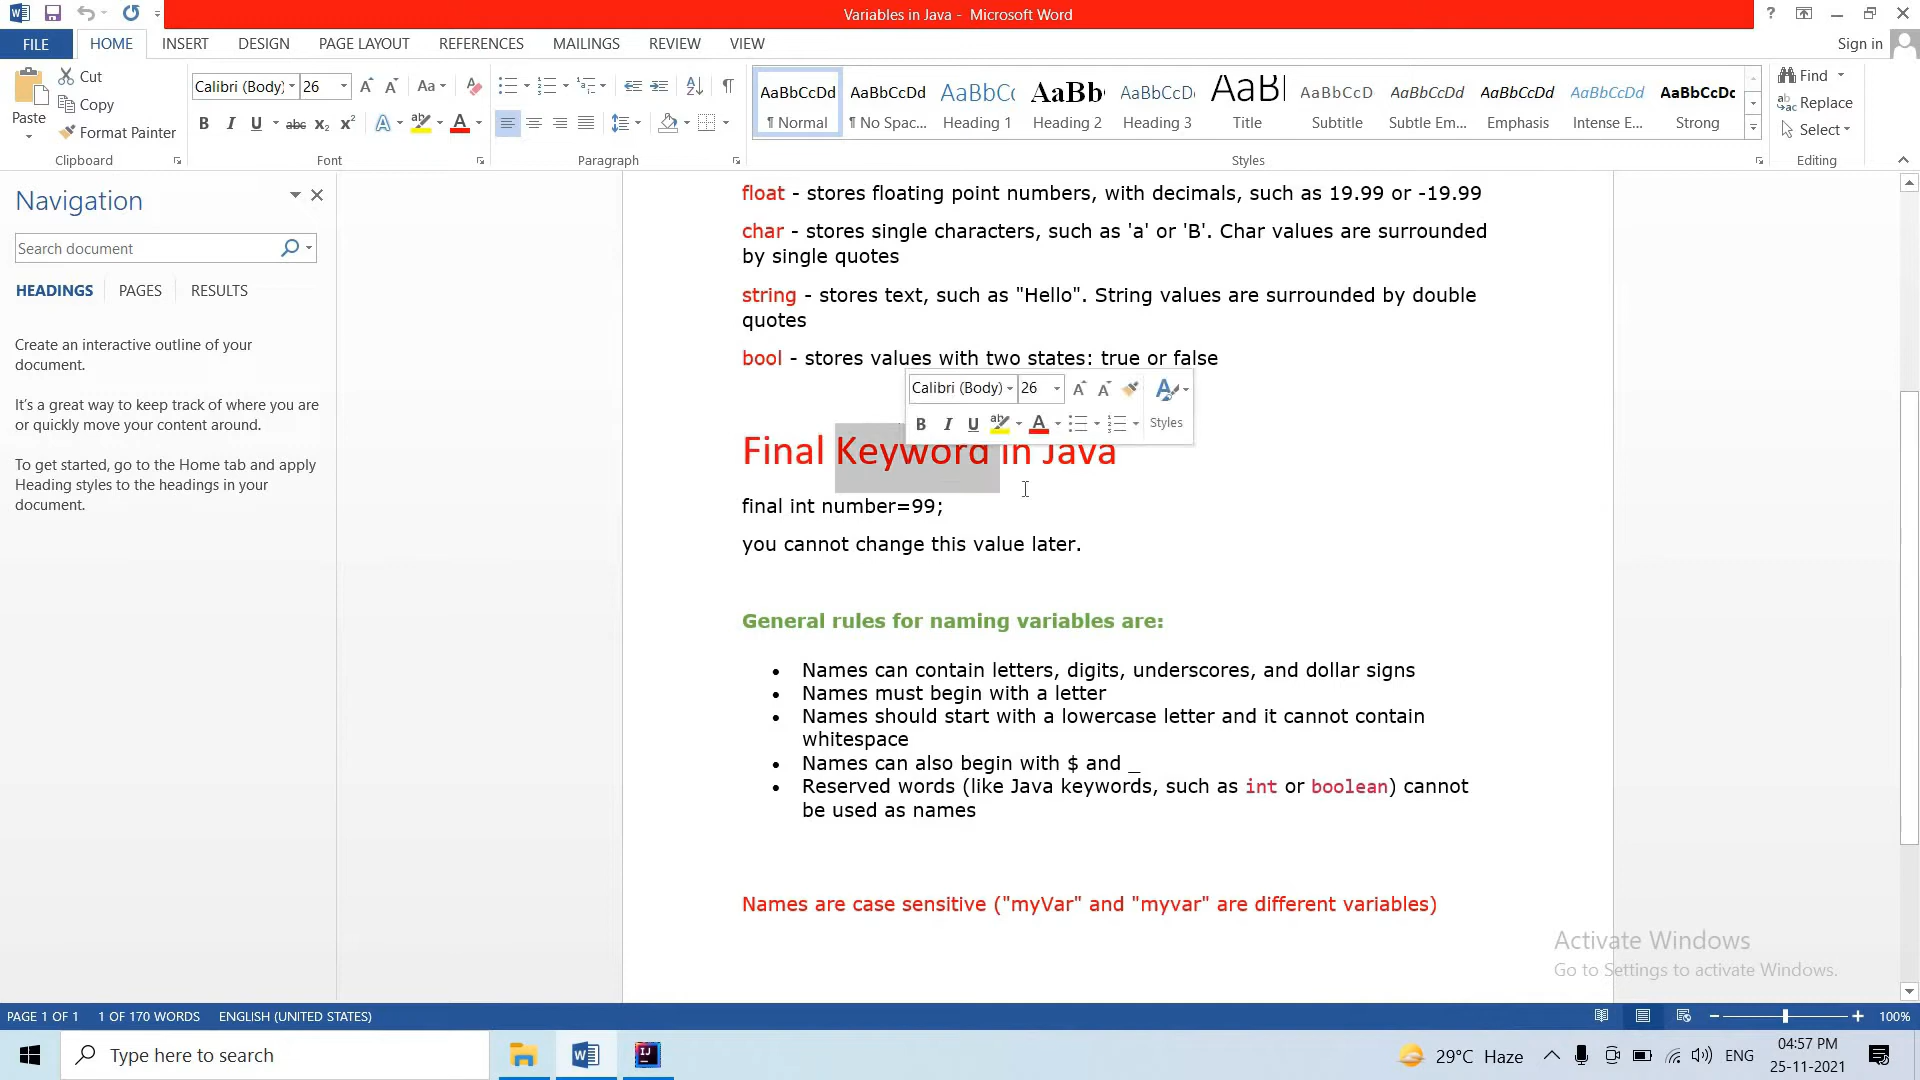 Variables in Java - Microsoft Word
FILE HOME INSERT DESIGN PAGE LAYOUT REFERENCES MAILINGS REVIEW VIEW
Sign in
Paste
Cut
Copy
Format Painter
Clipboard
Calibri (Body) 26
Font
Paragraph
AaBbCcDd AaBbCcDd AaBbCc AaBb AaBbCcD AaB AaBbCcD AaBbCcDd AaBbCcDd AaBbCcDd AaBbCcDc
¶ Normal ¶ No Spac... Heading 1 Heading 2 Heading 3 Title Subtitle Subtle Em... Emphasis Intense E... Strong
Styles
Find
Replace
Select
Editing
Navigation
Search document
HEADINGS PAGES RESULTS
Create an interactive outline of your
document.
It's a great way to keep track of where you are
or quickly move your content around.
To get started, go to the Home tab and apply
Heading styles to the headings in your
document.
float - stores floating point numbers, with decimals, such as 19.99 or -19.99
char - stores single characters, such as 'a' or 'B'. Char values are surrounded
by single quotes
string - stores text, such as "Hello". String values are surrounded by double
quotes
bool - stores values with two states: true or false
Calibri (Body) 26
B I U Styles
Final Keyword in Java
final int number=99;
you cannot change this value later.
General rules for naming variables are:
• Names can contain letters, digits, underscores, and dollar signs
• Names must begin with a letter
• Names should start with a lowercase letter and it cannot contain
whitespace
• Names can also begin with $ and _
• Reserved words (like Java keywords, such as int or boolean) cannot
be used as names
Names are case sensitive ("myVar" and "myvar" are different variables)
Activate Windows
Go to Settings to activate Windows.
PAGE 1 OF 1 1 OF 170 WORDS ENGLISH (UNITED STATES)
100%
Type here to search
29°C Haze
ENG
04:57 PM
25-11-2021